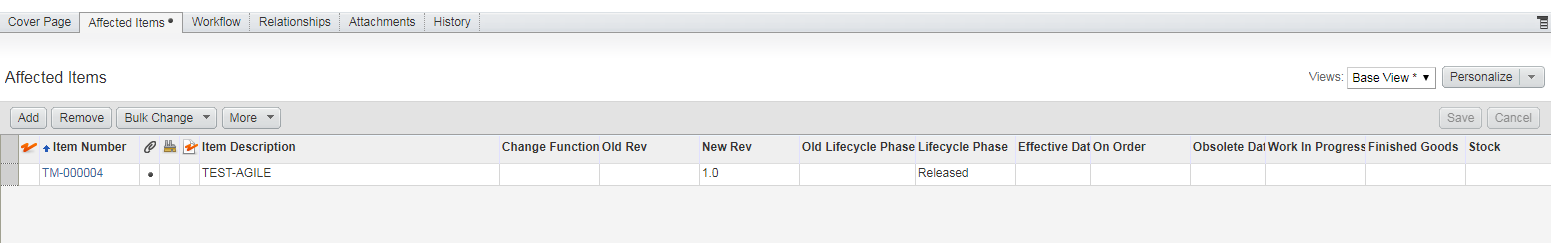 Cover Page Affected Items • Workflow Relationships Attachments History
Affected Items
Views: Base View * Personalize
Add Remove Bulk Change More Save Cancel
Item Number Item Description Change Function Old Rev New Rev Old Lifecycle Phase Lifecycle Phase Effective Dat On Order Obsolete Dat Work In Progress Finished Goods Stock
TM-000004 • TEST-AGILE 1.0 Released